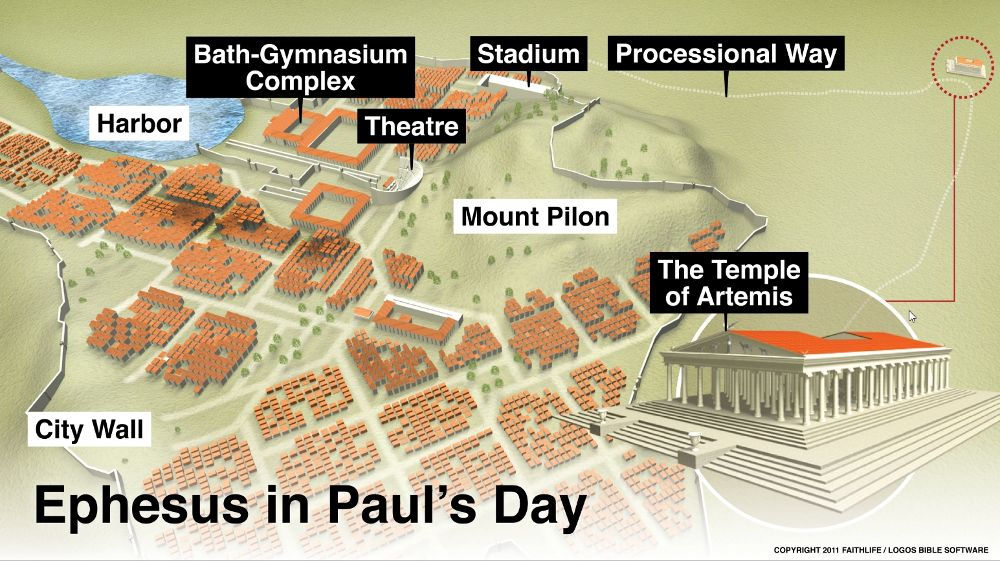 Bath-Gymnasium
Complex
Stadium
Processional Way
Harbor
Theatre
Mount Pilon
The Temple
of Artemis
City Wall
Ephesus in Paul’s Day
COPYRIGHT 2011 FAITHLIFE / LOGOS BIBLE SOFTWARE